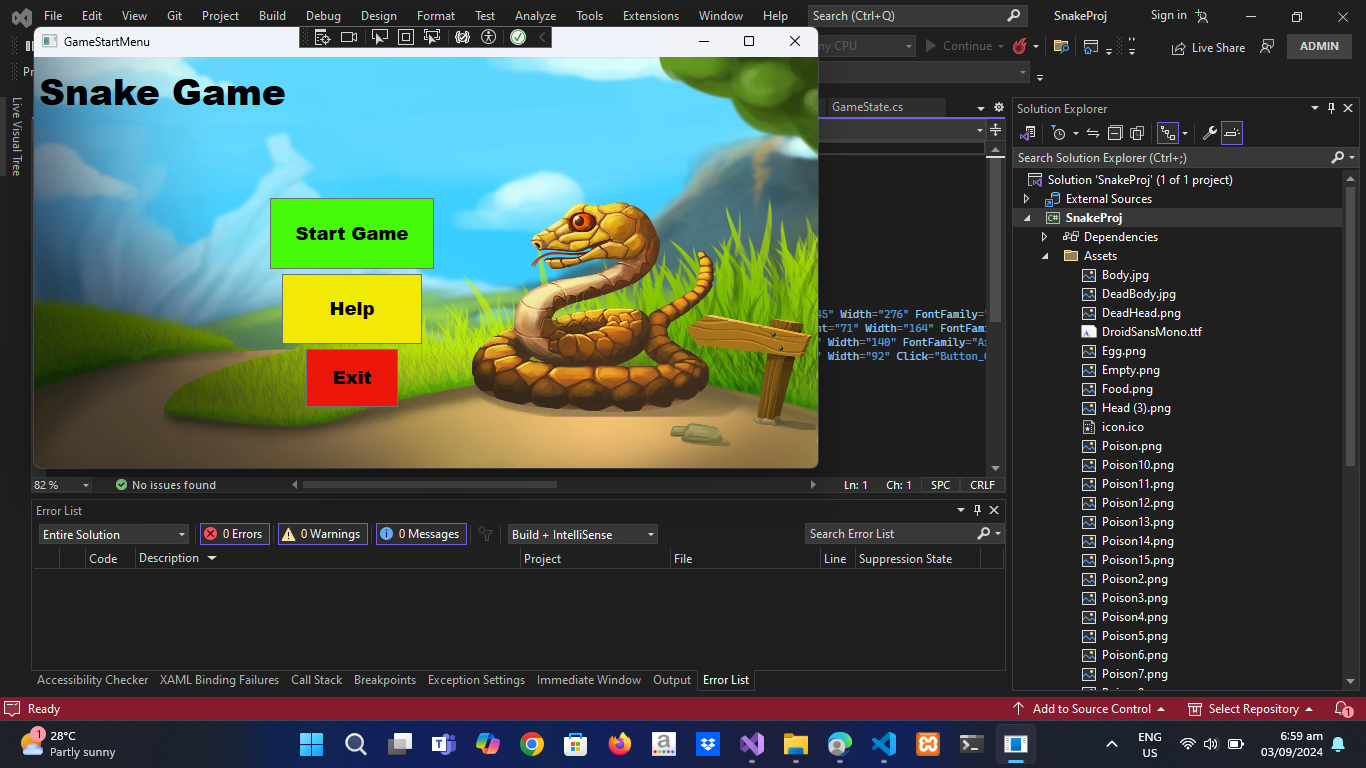 File Edit View Git Project Build Debug Design Format Test Analyze Tools Extensions Window Help Search (Ctrl+Q) SnakeProj Sign in
GameStartMenu
CPU Continue Live Share ADMIN
Live Visual Tree
Snake Game
Start Game
Help
Exit
GameState.cs
Width="276" FontFamily=
Width="164" FontFami
Width="140" FontFamily="A
Width="92" Click="Button_
82 % No issues found Ln: 1 Ch: 1 SPC CRLF
Error List
Entire Solution 0 Errors 0 Warnings 0 Messages Build + IntelliSense Search Error List
Code Description Project File Line Suppression State
Accessibility Checker XAML Binding Failures Call Stack Breakpoints Exception Settings Immediate Window Output Error List
Solution Explorer
Search Solution Explorer (Ctrl+;)
Solution 'SnakeProj' (1 of 1 project)
External Sources
C# SnakeProj
Dependencies
Assets
Body.jpg
DeadBody.jpg
DeadHead.png
DroidSansMono.ttf
Egg.png
Empty.png
Food.png
Head (3).png
icon.ico
Poison.png
Poison10.png
Poison11.png
Poison12.png
Poison13.png
Poison14.png
Poison15.png
Poison2.png
Poison3.png
Poison4.png
Poison5.png
Poison6.png
Poison7.png
Ready Add to Source Control Select Repository 1
1 28°C
Partly sunny
ENG
US
6:59 am
03/09/2024